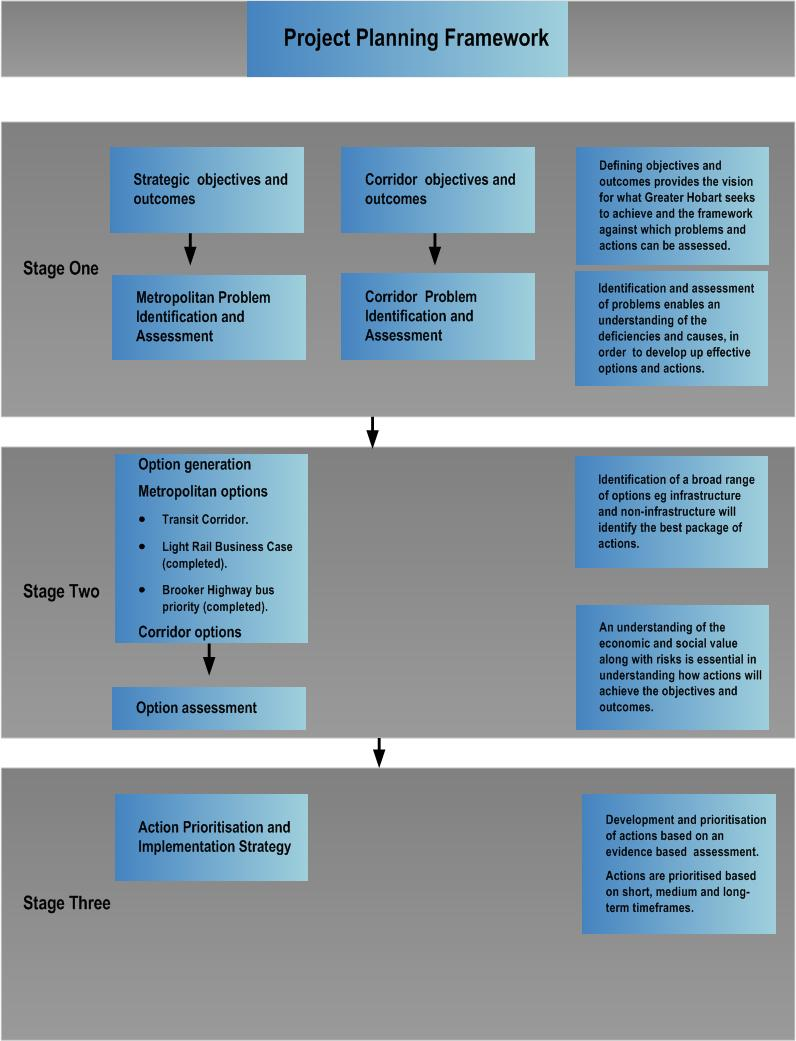 Project Planning Framework
Stage One
Strategic objectives and
outcomes
Metropolitan Problem
Identification and
Assessment
Corridor objectives and
outcomes
Corridor Problem
Identification and
Assessment
Defining objectives and
outcomes provides the vision
for what Greater Hobart seeks
to achieve and the framework
against which problems and
actions can be assessed.
Identification and assessment
of problems enables an
understanding of the
deficiencies and causes, in
order to develop up effective
options and actions.
Stage Two
Option generation
Metropolitan options
• Transit Corridor.
• Light Rail Business Case
(completed).
• Brooker Highway bus
priority (completed).
Corridor options
Option assessment
Identification of a broad range
of options eg infrastructure
and non-infrastructure will
identify the best package of
actions.
An understanding of the
economic and social value
along with risks is essential in
understanding how actions will
achieve the objectives and
outcomes.
Stage Three
Action Prioritisation and
Implementation Strategy
Development and prioritisation
of actions based on an
evidence based assessment.
Actions are prioritised based
on short, medium and long-
term timeframes.